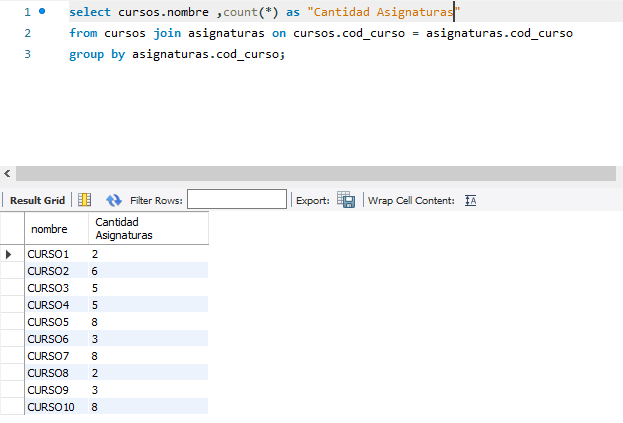 1 select cursos.nombre ,count(*) as "Cantidad Asignaturas"
2 from cursos join asignaturas on cursos.cod_curso = asignaturas.cod_curso
3 group by asignaturas.cod_curso;
Result Grid Filter Rows: Export: Wrap Cell Content: IA
nombre Cantidad
Asignaturas
CURSO1 2
CURSO2 6
CURSO3 5
CURSO4 5
CURSO5 8
CURSO6 3
CURSO7 8
CURSO8 2
CURSO9 3
CURSO10 8